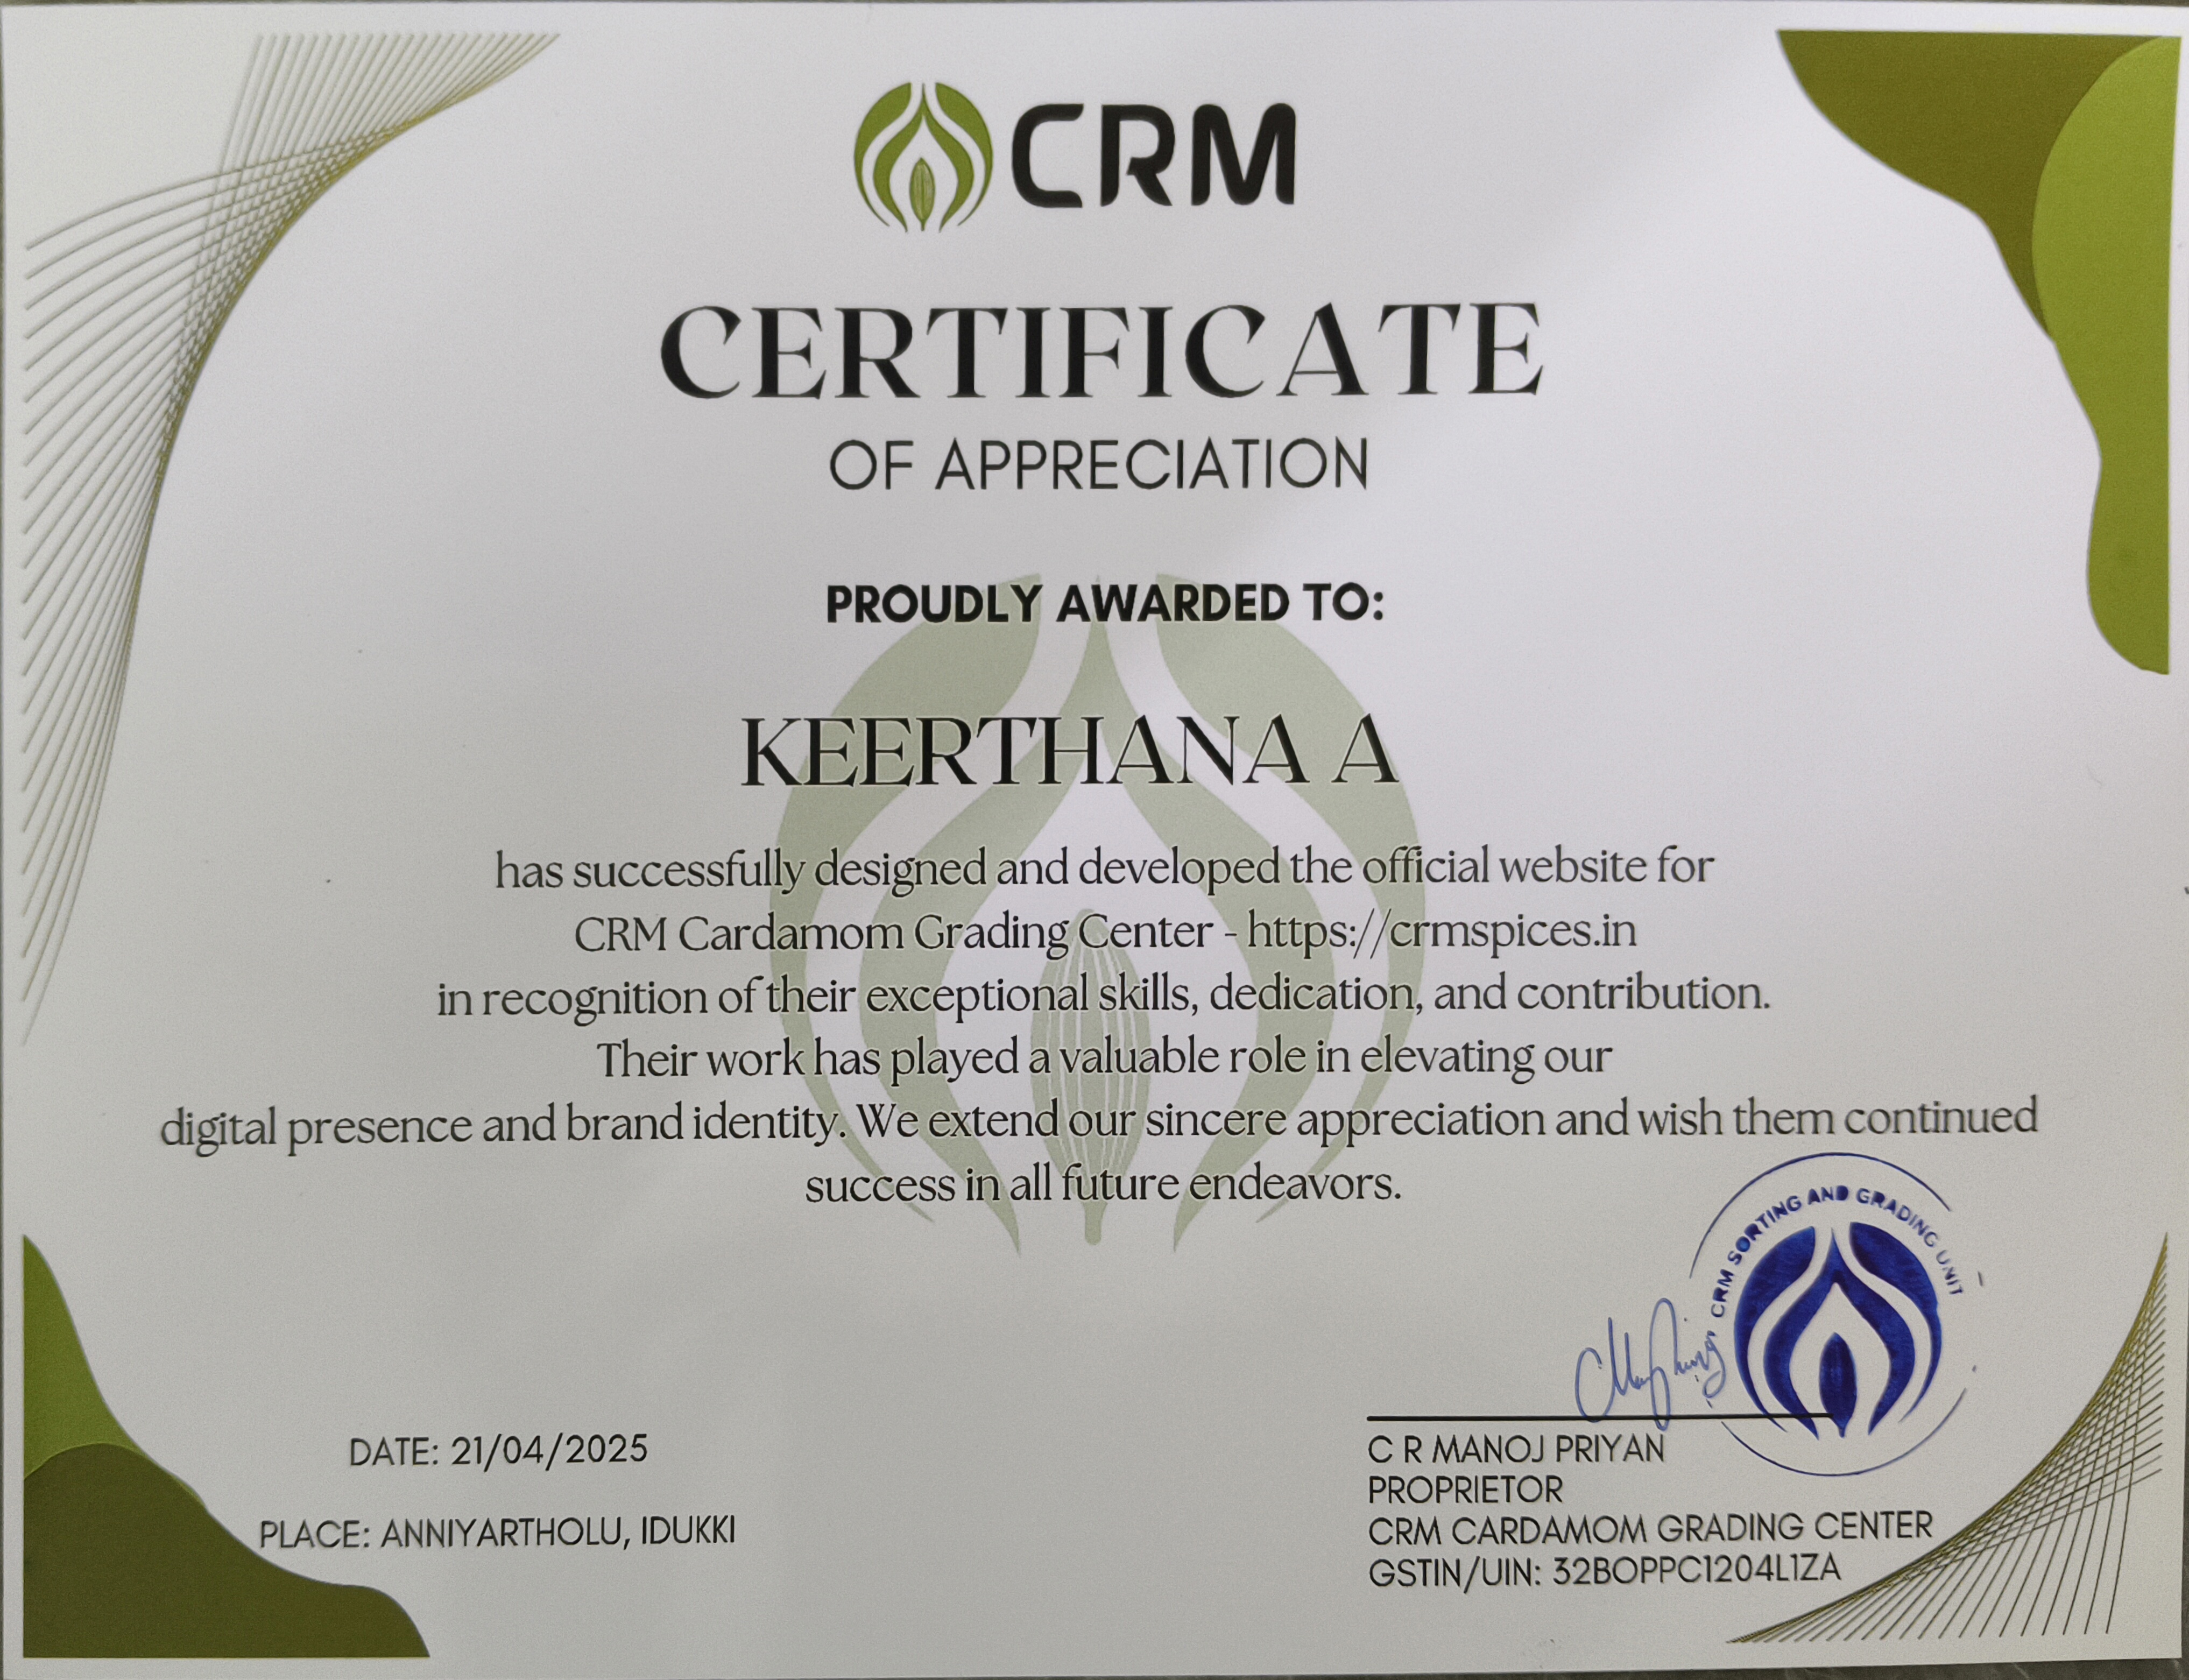 CRM
CERTIFICATE
OF APPRECIATION
PROUDLY AWARDED TO:
KEERTHANA A
has successfully designed and developed the official website for
CRM Cardamom Grading Center - https://crmspices.in
in recognition of their exceptional skills, dedication, and contribution.
Their work has played a valuable role in elevating our
digital presence and brand identity. We extend our sincere appreciation and wish them continued
success in all future endeavors.
CRM SORTING AND GRADING UNIT
DATE: 21/04/2025
PLACE: ANNIYARTHOLU, IDUKKI
C R MANOJ PRIYAN
PROPRIETOR
CRM CARDAMOM GRADING CENTER
GSTIN/UIN: 32BOPPC1204L1ZA